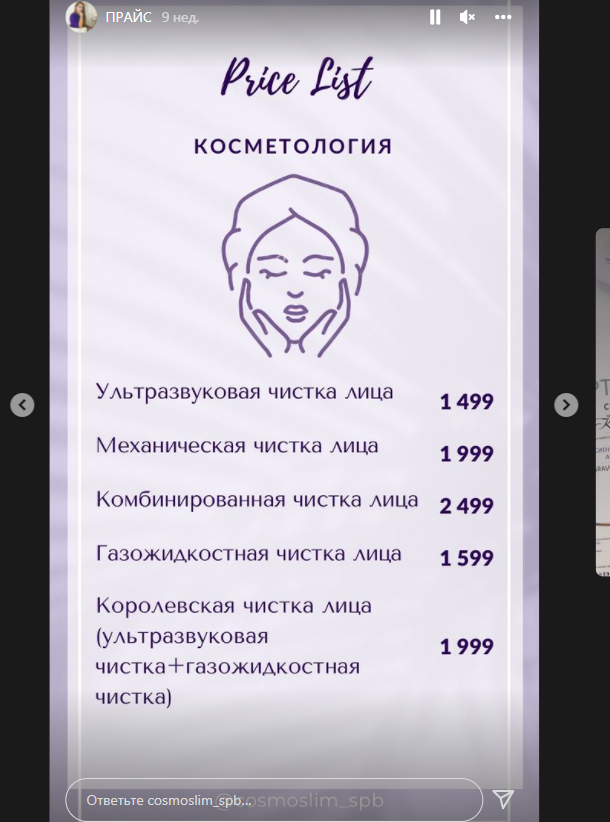 ПРАЙС 9 нед.
Price List
КОСМЕТОЛОГИЯ
Ультразвуковая чистка лица 1 499
Механическая чистка лица 1 999
Комбинированная чистка лица 2 499
Газожидкостная чистка лица 1 599
Королевская чистка лица
(ультразвуковая
чистка+газожидкостная 1 999
чистка)
Ответьте cosmoslim_spb...
@cosmoslim_spb